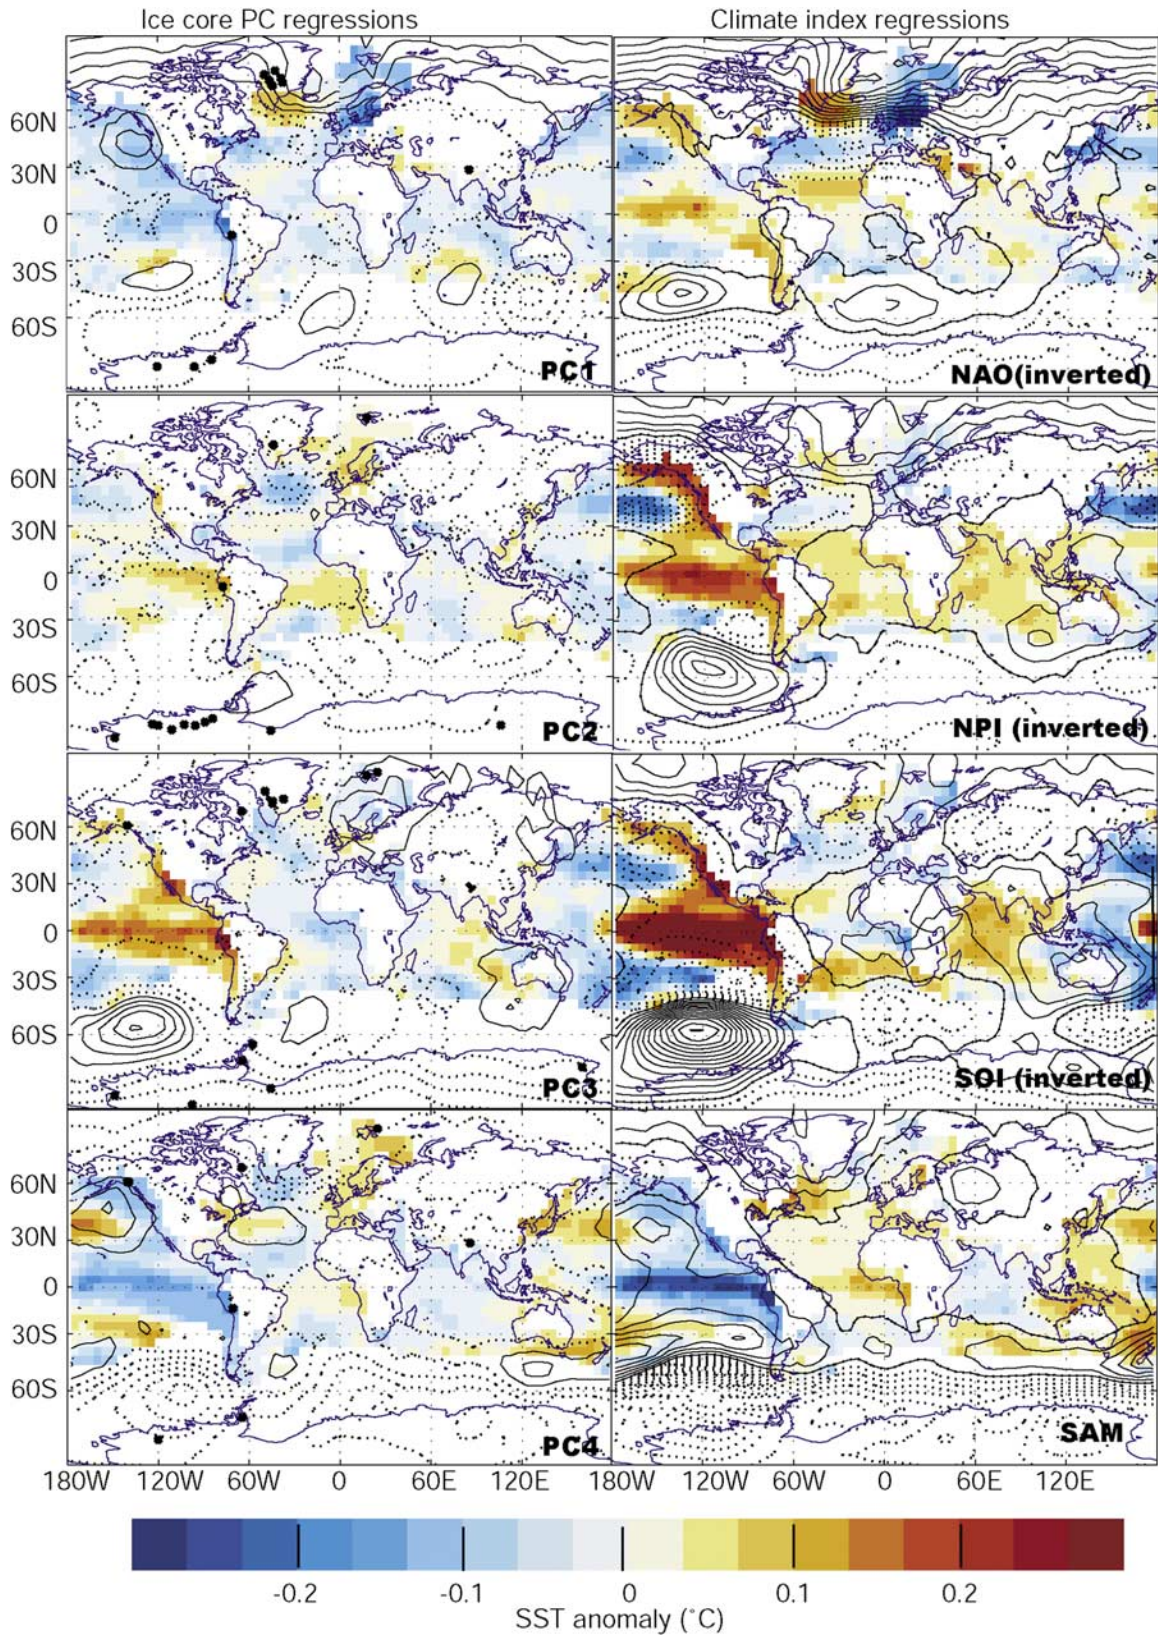 Ice core PC regressions
Climate index regressions
60N
30N
0
30S
60S
PC1
NAO(inverted)
60N
30N
0
30S
60S
PC2
NPI (inverted)
60N
30N
0
30S
60S
PC3
SOI (inverted)
60N
30N
0
30S
60S
PC4
SAM
180W 120W 60W 0 60E 120E 180W 120W 60W 0 60E 120E
-0.2 -0.1 0 0.1 0.2
SST anomaly (˚C)